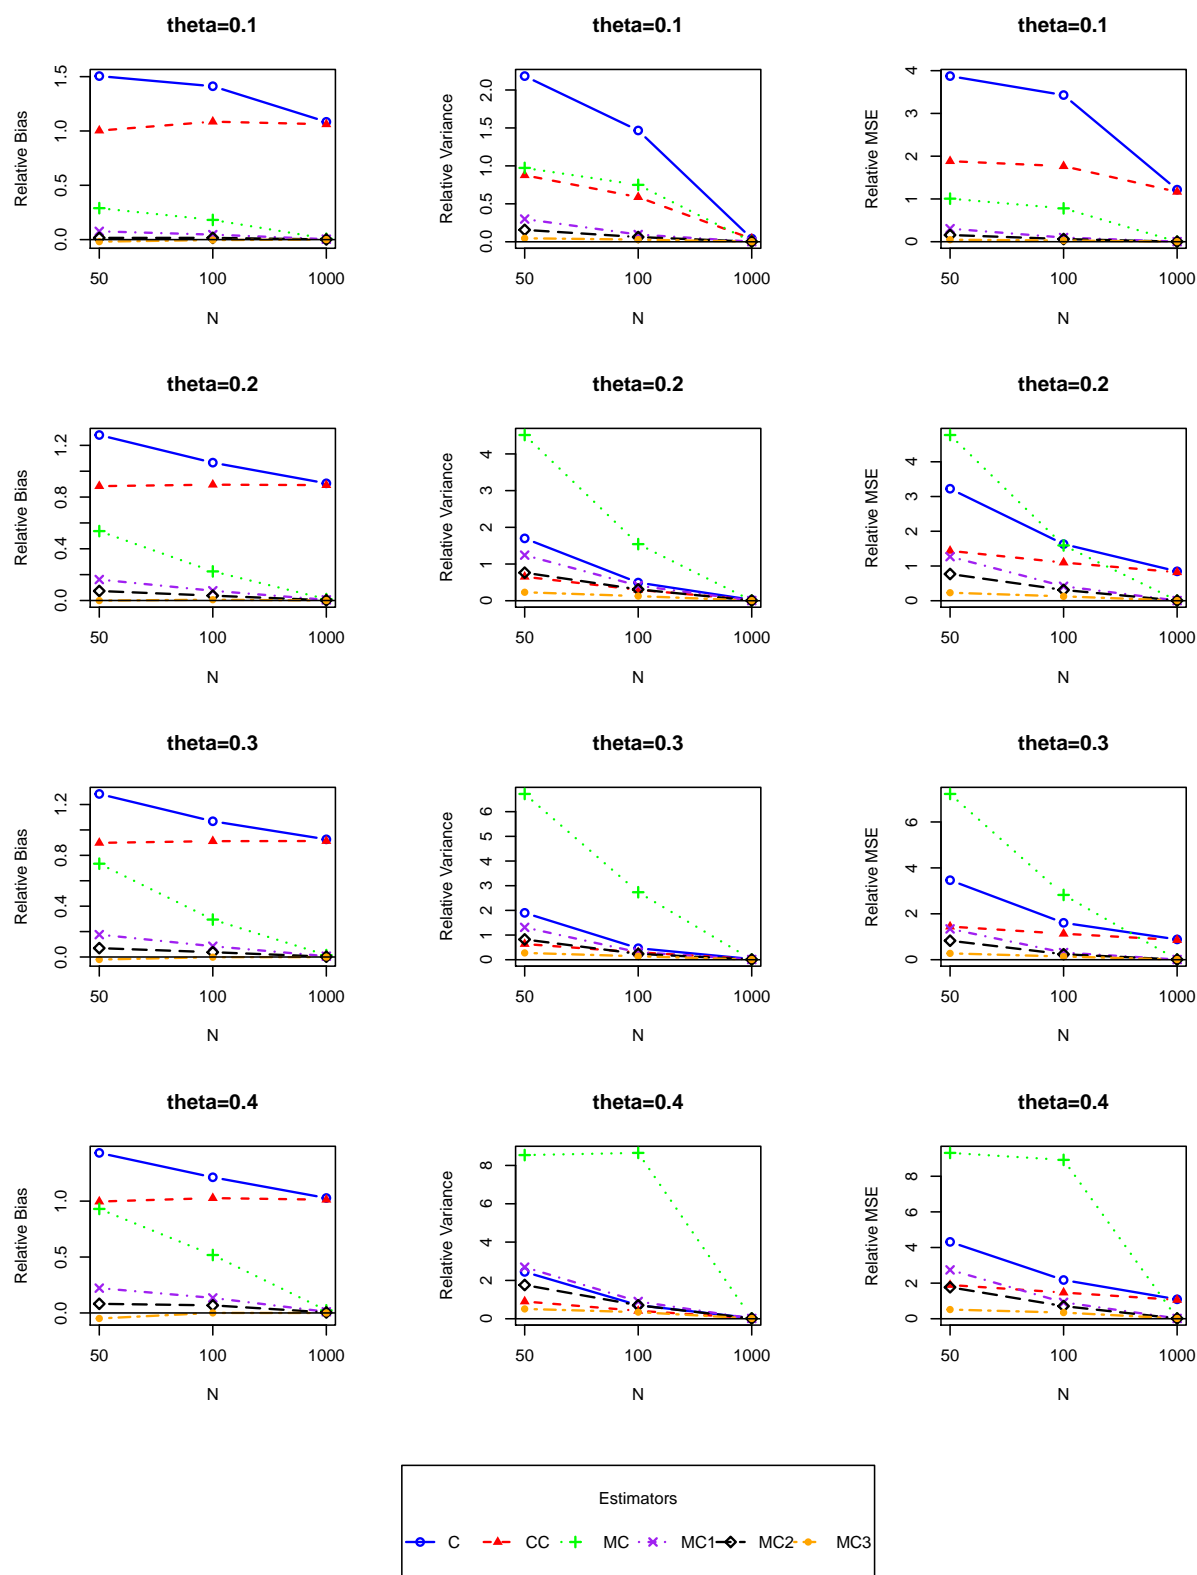 theta=0.1
Relative Bias
0.0 0.5 1.0 1.5
50 100 1000
N
theta=0.1
Relative Variance
0.0 0.5 1.0 1.5 2.0
50 100 1000
N
theta=0.1
Relative MSE
0 1 2 3 4
50 100 1000
N
theta=0.2
Relative Bias
0.0 0.4 0.8 1.2
50 100 1000
N
theta=0.2
Relative Variance
0 1 2 3 4
50 100 1000
N
theta=0.2
Relative MSE
0 1 2 3 4
50 100 1000
N
theta=0.3
Relative Bias
0.0 0.4 0.8 1.2
50 100 1000
N
theta=0.3
Relative Variance
0 1 2 3 4 5 6
50 100 1000
N
theta=0.3
Relative MSE
0 2 4 6
50 100 1000
N
theta=0.4
Relative Bias
0.0 0.5 1.0
50 100 1000
N
theta=0.4
Relative Variance
0 2 4 6 8
50 100 1000
N
theta=0.4
Relative MSE
0 2 4 6 8
50 100 1000
N
Estimators
C CC MC MC1 MC2 MC3